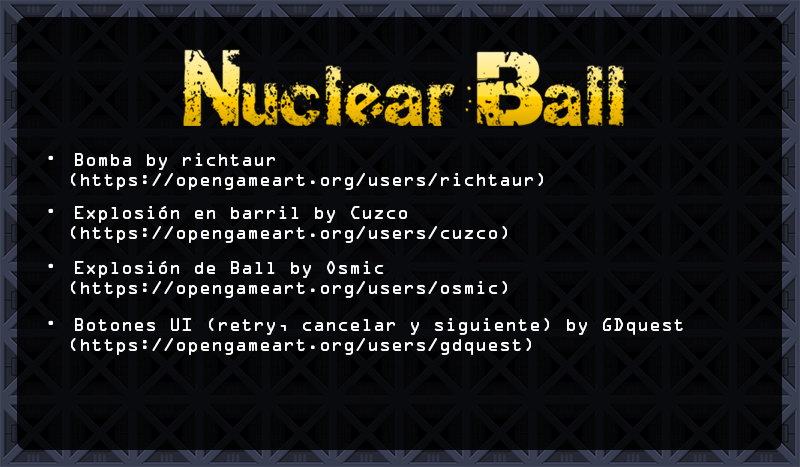 Nuclear Ball
· Bomba by richtaur
(https://opengameart.org/users/richtaur)
· Explosión en barril by Cuzco
(https://opengameart.org/users/cuzco)
· Explosión de Ball by Osmic
(https://opengameart.org/users/osmic)
· Botones UI (retry, cancelar y siguiente) by GDquest
(https://opengameart.org/users/gdquest)